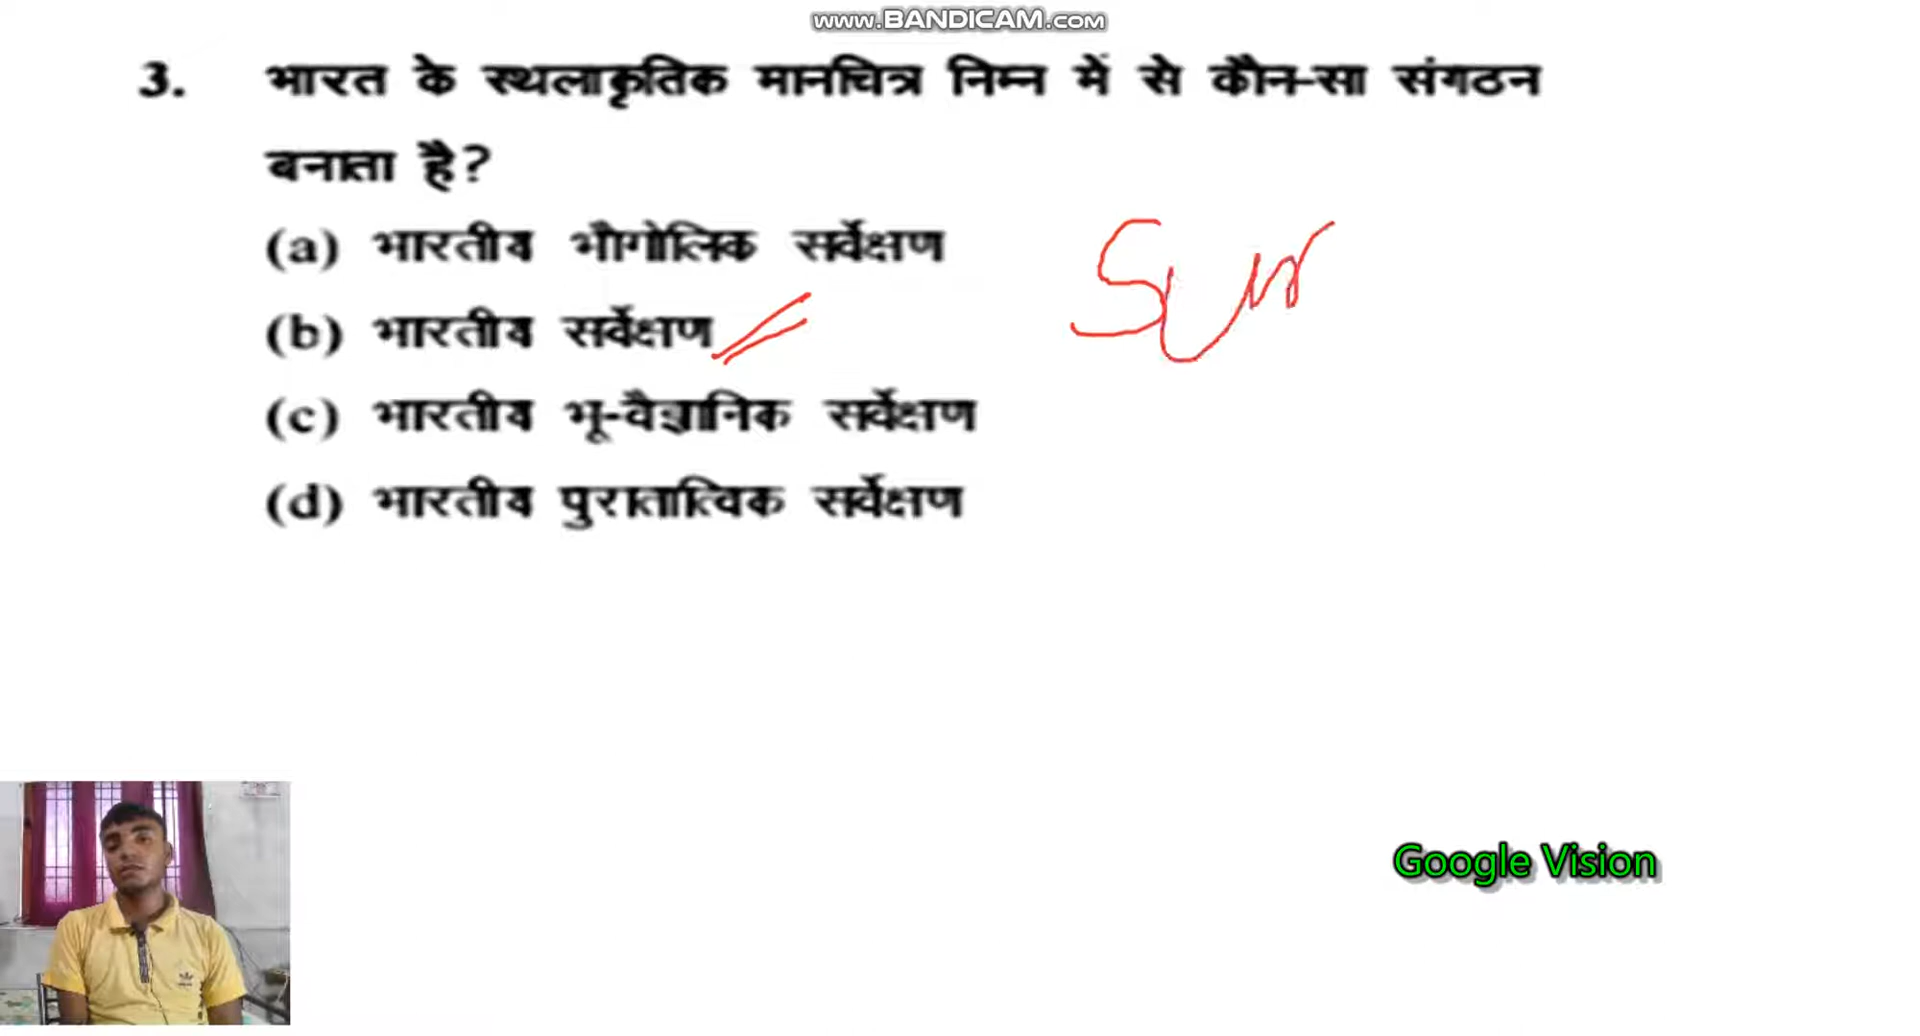 www.BANDICAM.com
3. भारत के स्थलाकृतिक मानचित्र निम्न में से कौन-सा संगठन
बनाता है?
(a) भारतीय भौगोलिक सर्वेक्षण
(b) भारतीय सर्वेक्षण
(c) भारतीय भू-वैज्ञानिक सर्वेक्षण
(d) भारतीय पुरातात्विक सर्वेक्षण
Google Vision